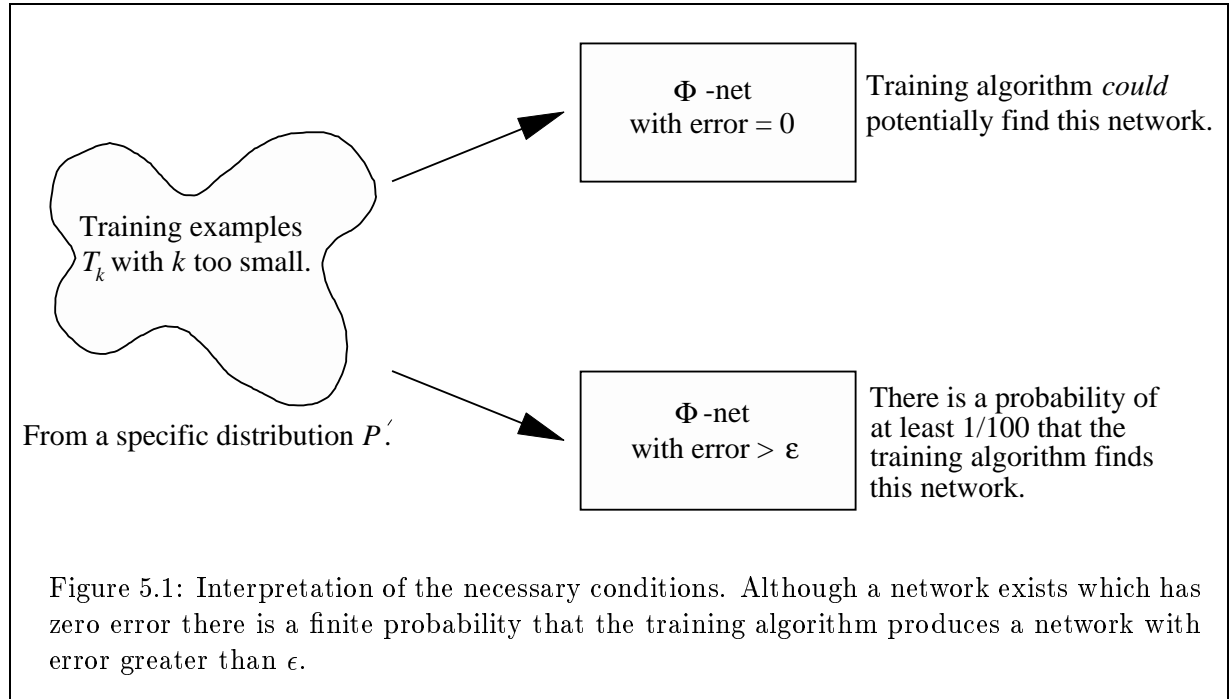 Φ -net
with error = 0
Training algorithm could
potentially find this network.
Training examples
Tk with k too small.
From a specific distribution P′.
Φ -net
with error > ε
There is a probability of
at least 1/100 that the
training algorithm finds
this network.
Figure 5.1: Interpretation of the necessary conditions. Although a network exists which has
zero error there is a finite probability that the training algorithm produces a network with
error greater than ϵ.